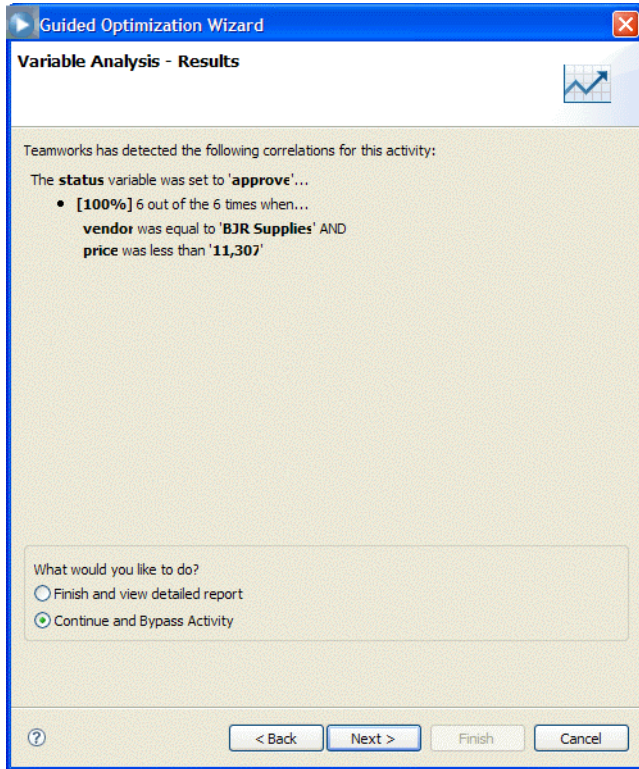 Guided Optimization Wizard
Variable Analysis - Results
Teamworks has detected the following correlations for this activity:
The status variable was set to 'approve'...
• [100%] 6 out of the 6 times when...
vendor was equal to 'BJR Supplies' AND
price was less than '11,307'
What would you like to do?
Finish and view detailed report
Continue and Bypass Activity
?
< Back
Next >
Finish
Cancel